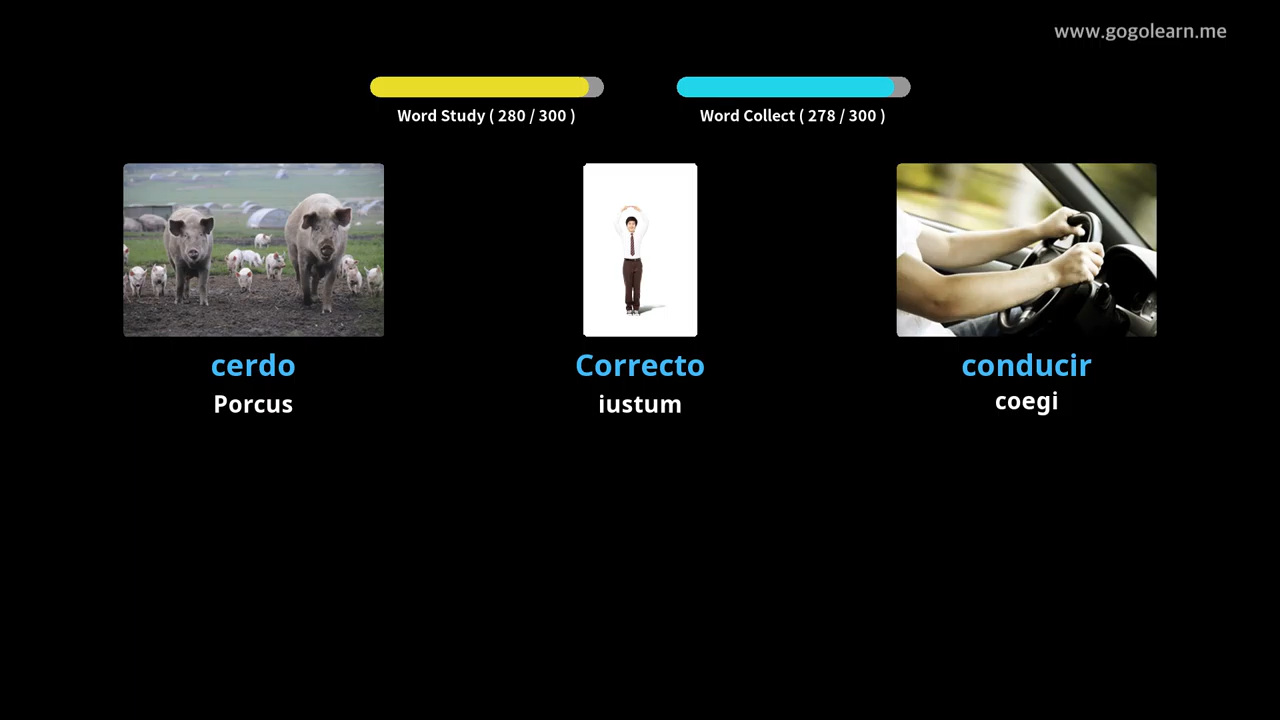 www.gogolearn.me
Word Study ( 280 / 300 )
Word Collect ( 278 / 300 )
cerdo
Porcus
Correcto
iustum
conducir
coegi